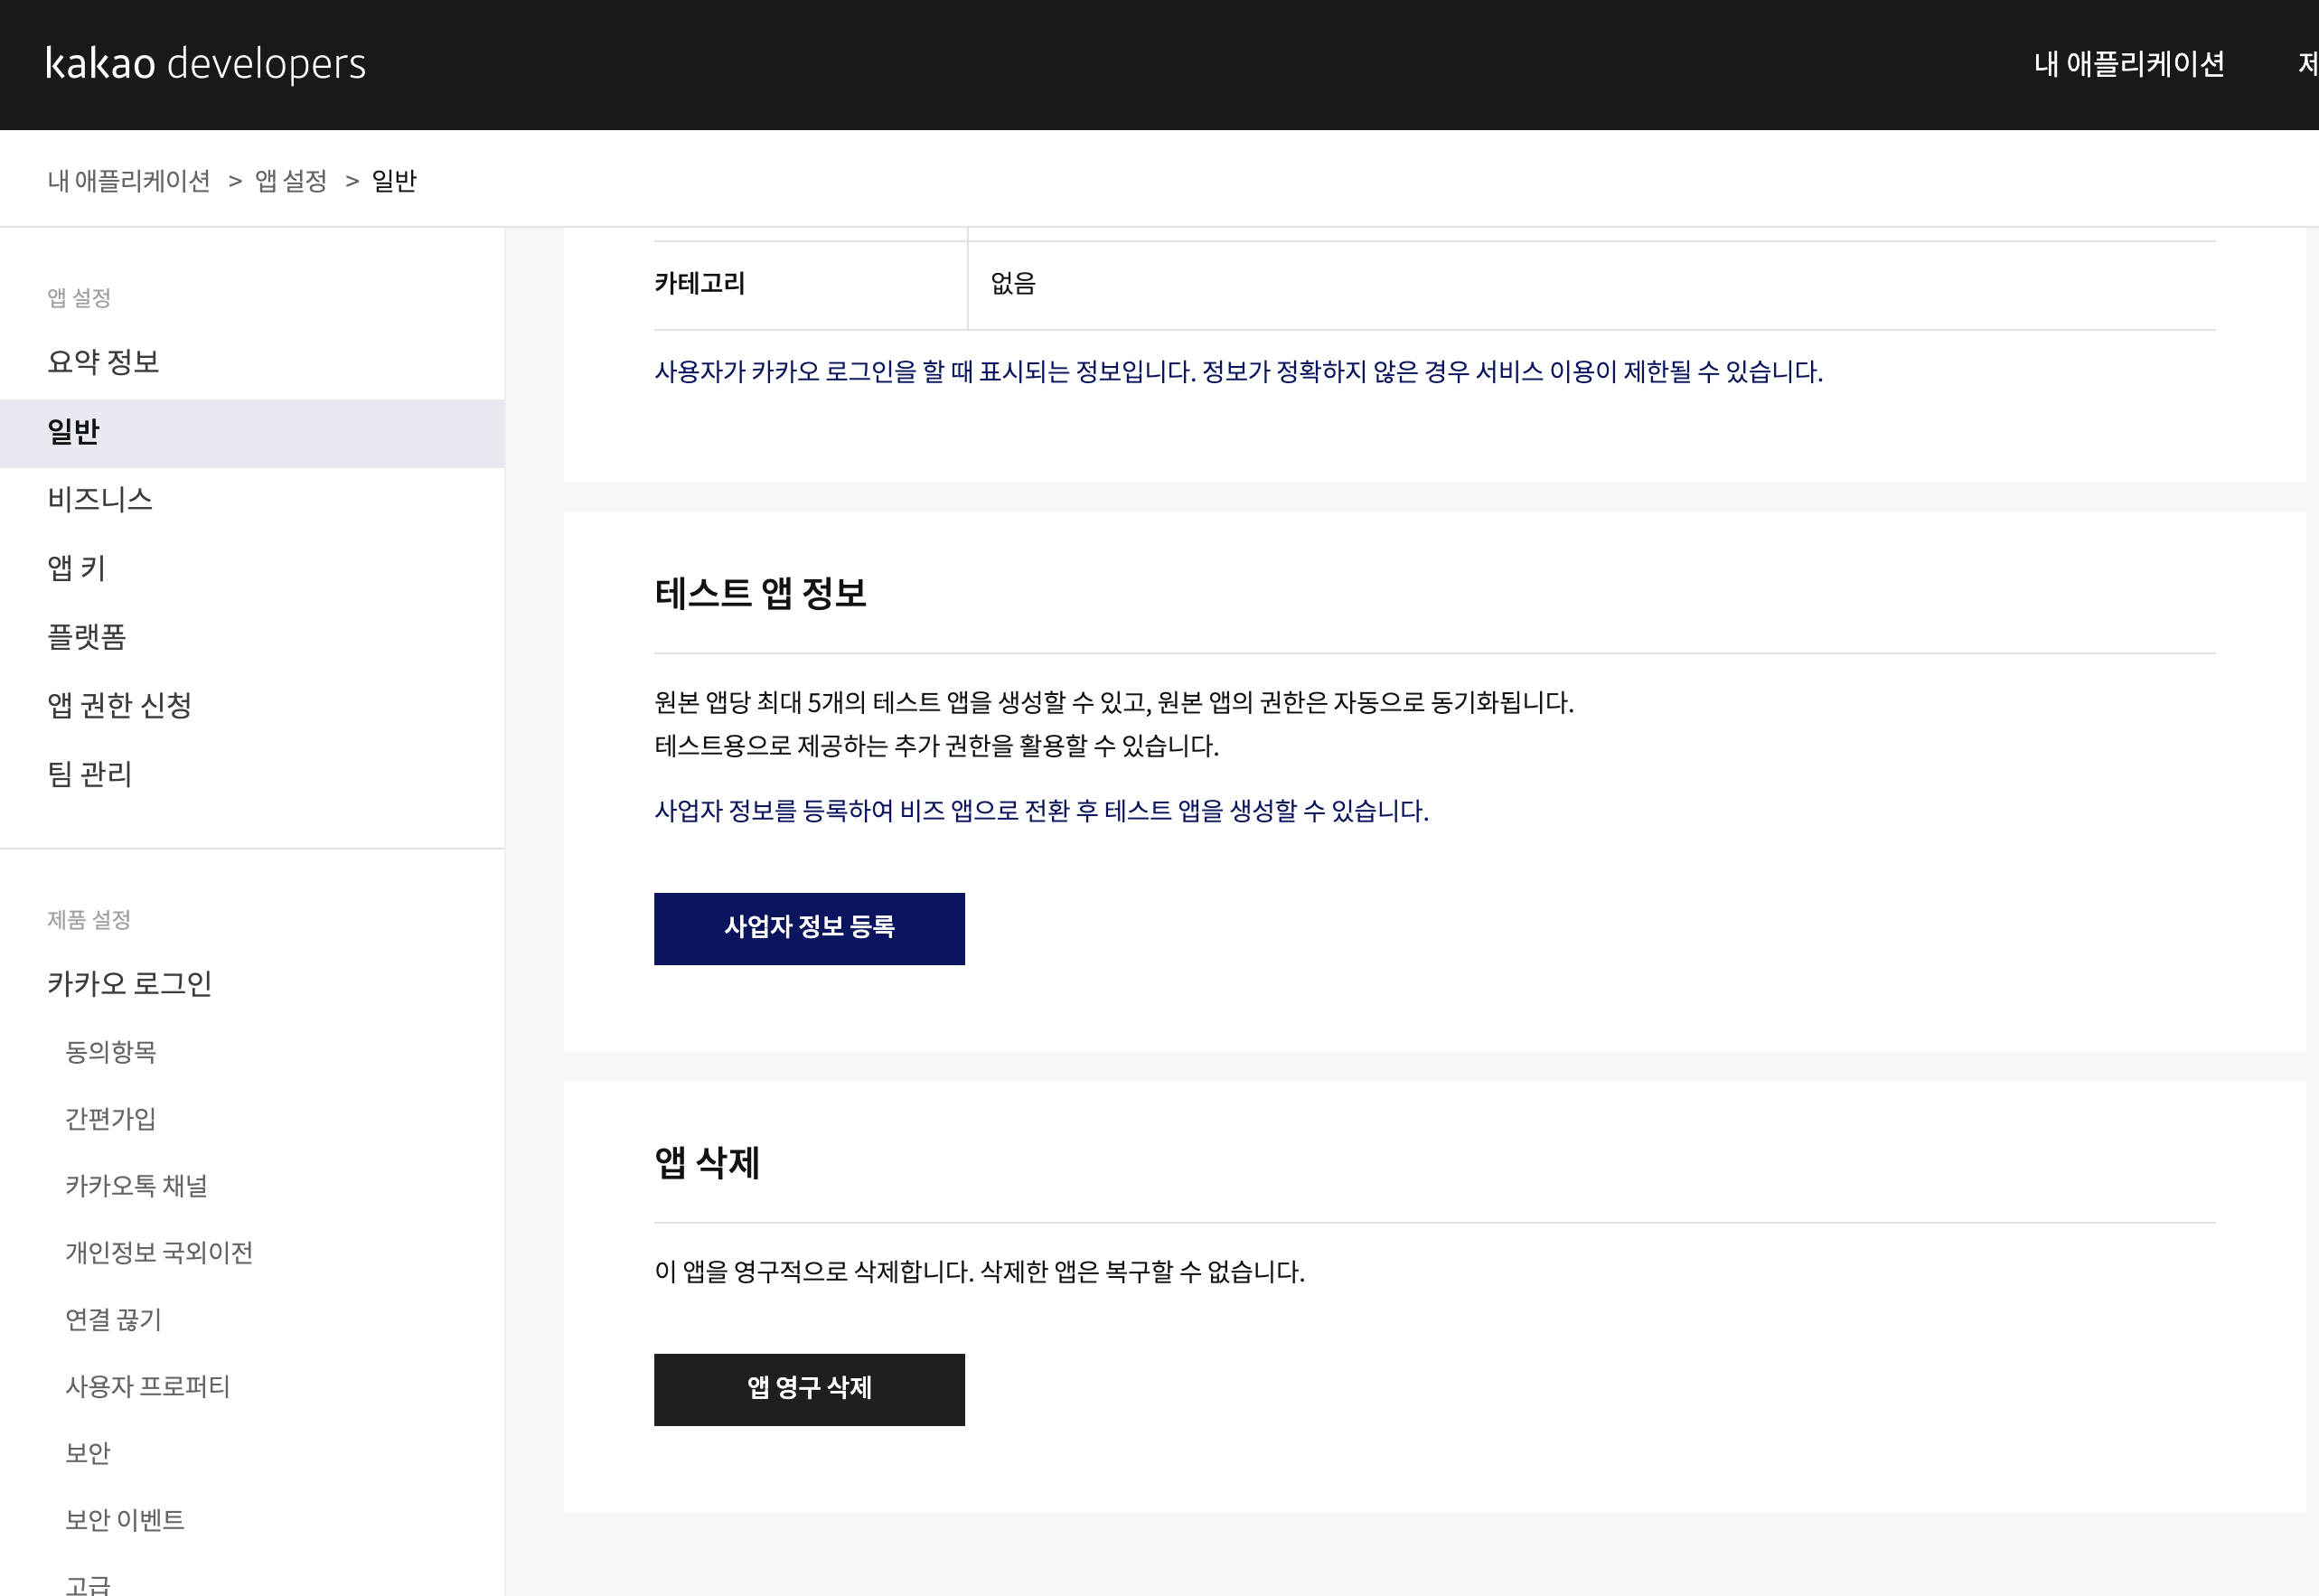 kakao developers
내 애플리케이션
내 애플리케이션 > 앱 설정 > 일반
앱 설정
요약 정보
일반
비즈니스
앱 키
플랫폼
앱 권한 신청
팀 관리
제품 설정
카카오 로그인
동의항목
간편가입
카카오톡 채널
개인정보 국외이전
연결 끊기
사용자 프로퍼티
보안
보안 이벤트
고급
카테고리
없음
사용자가 카카오 로그인을 할 때 표시되는 정보입니다. 정보가 정확하지 않은 경우 서비스 이용이 제한될 수 있습니다.
테스트 앱 정보
원본 앱당 최대 5개의 테스트 앱을 생성할 수 있고, 원본 앱의 권한은 자동으로 동기화됩니다.
테스트용으로 제공하는 추가 권한을 활용할 수 있습니다.
사업자 정보를 등록하여 비즈 앱으로 전환 후 테스트 앱을 생성할 수 있습니다.
사업자 정보 등록
앱 삭제
이 앱을 영구적으로 삭제합니다. 삭제한 앱은 복구할 수 없습니다.
앱 영구 삭제